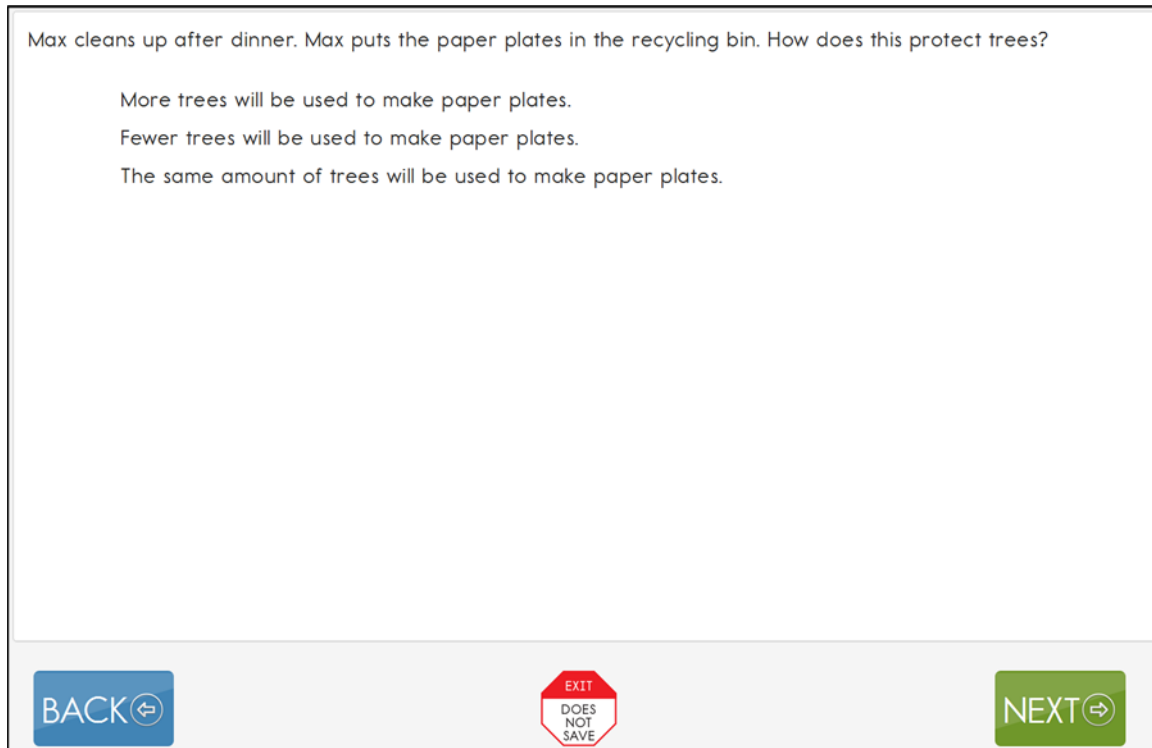 Max cleans up after dinner. Max puts the paper plates in the recycling bin. How does this protect trees?
More trees will be used to make paper plates.
Fewer trees will be used to make paper plates.
The same amount of trees will be used to make paper plates.
BACK
EXIT
DOES
NOT
SAVE
NEXT